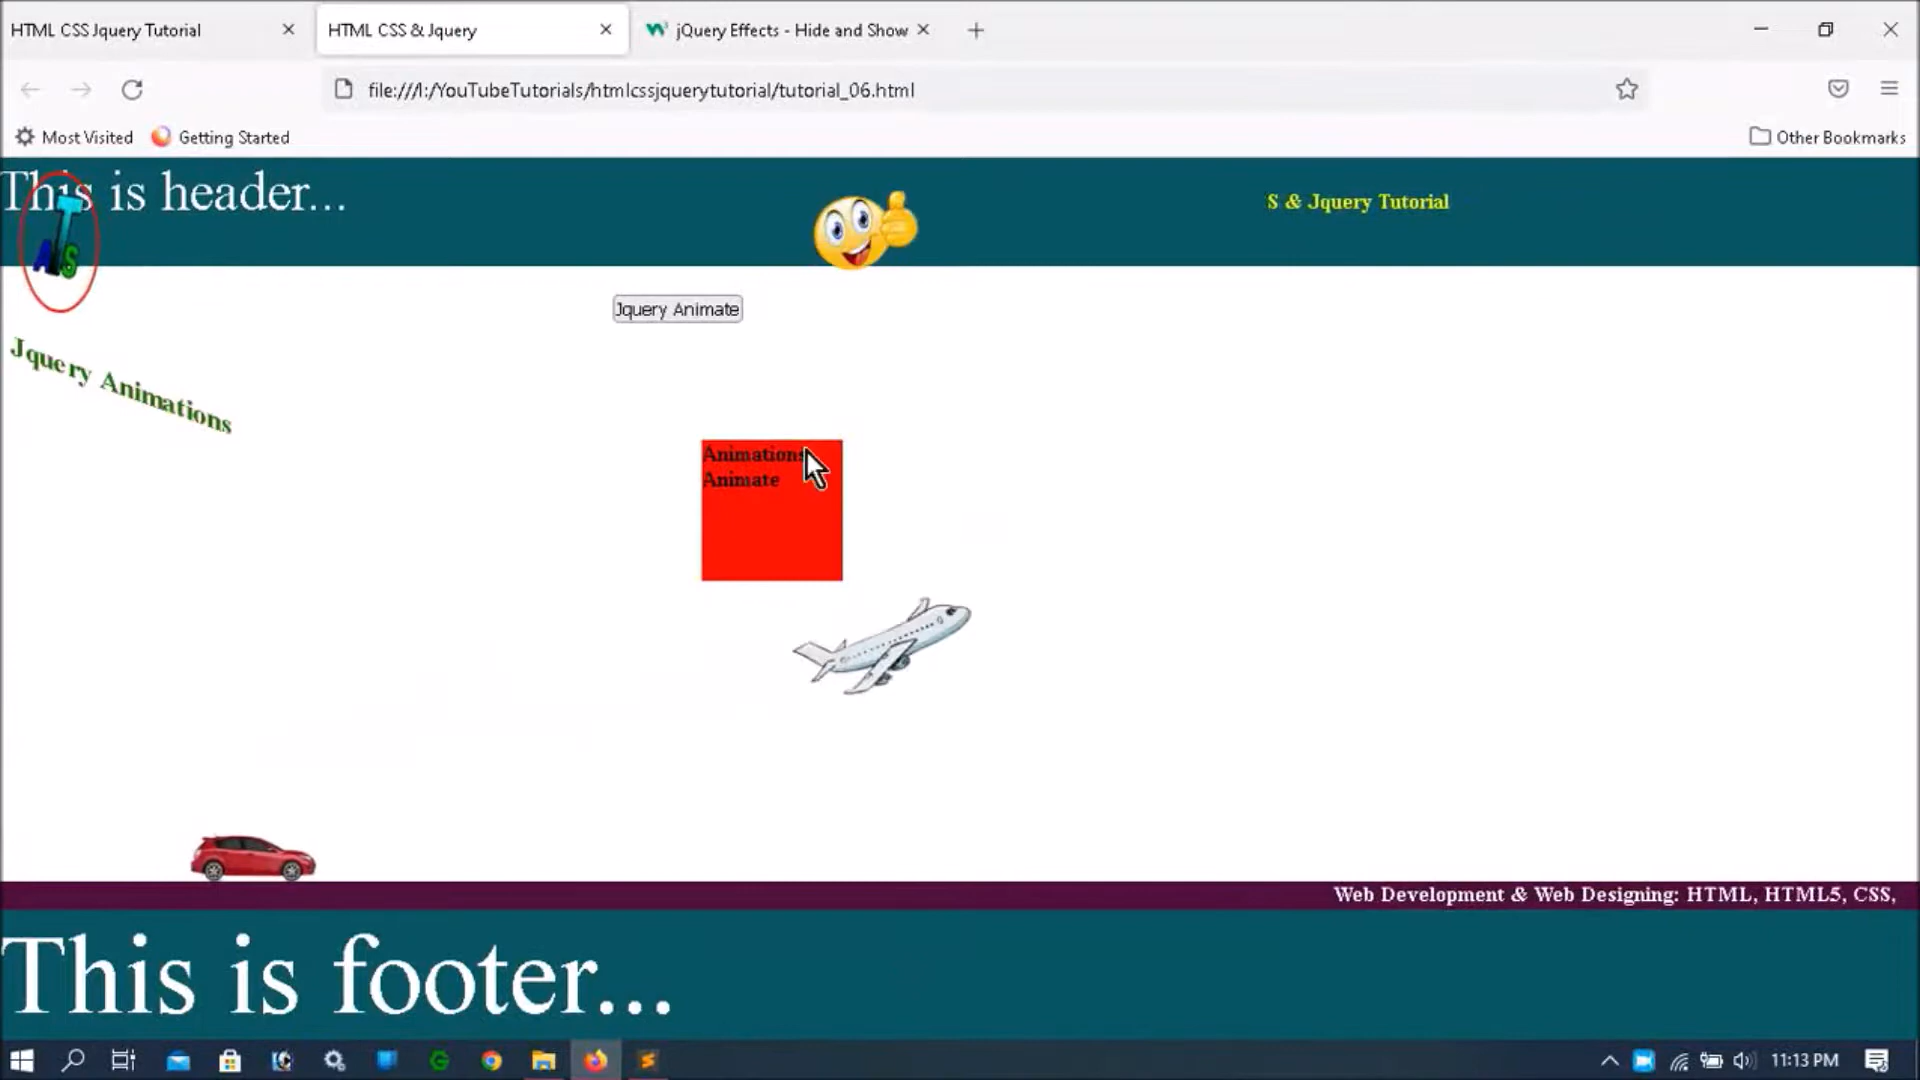 HTML CSS Jquery Tutorial
HTML CSS & Jquery
jQuery Effects - Hide and Show
file:///I:/YouTubeTutorials/htmlcssjquerytutorial/tutorial_06.html
Most Visited
Getting Started
Other Bookmarks
This is header...
S & Jquery Tutorial
AIS
Jquery Animate
Jquery Animations
Animations
Animate
Web Development & Web Designing: HTML, HTML5, CSS,
This is footer...
11:13 PM